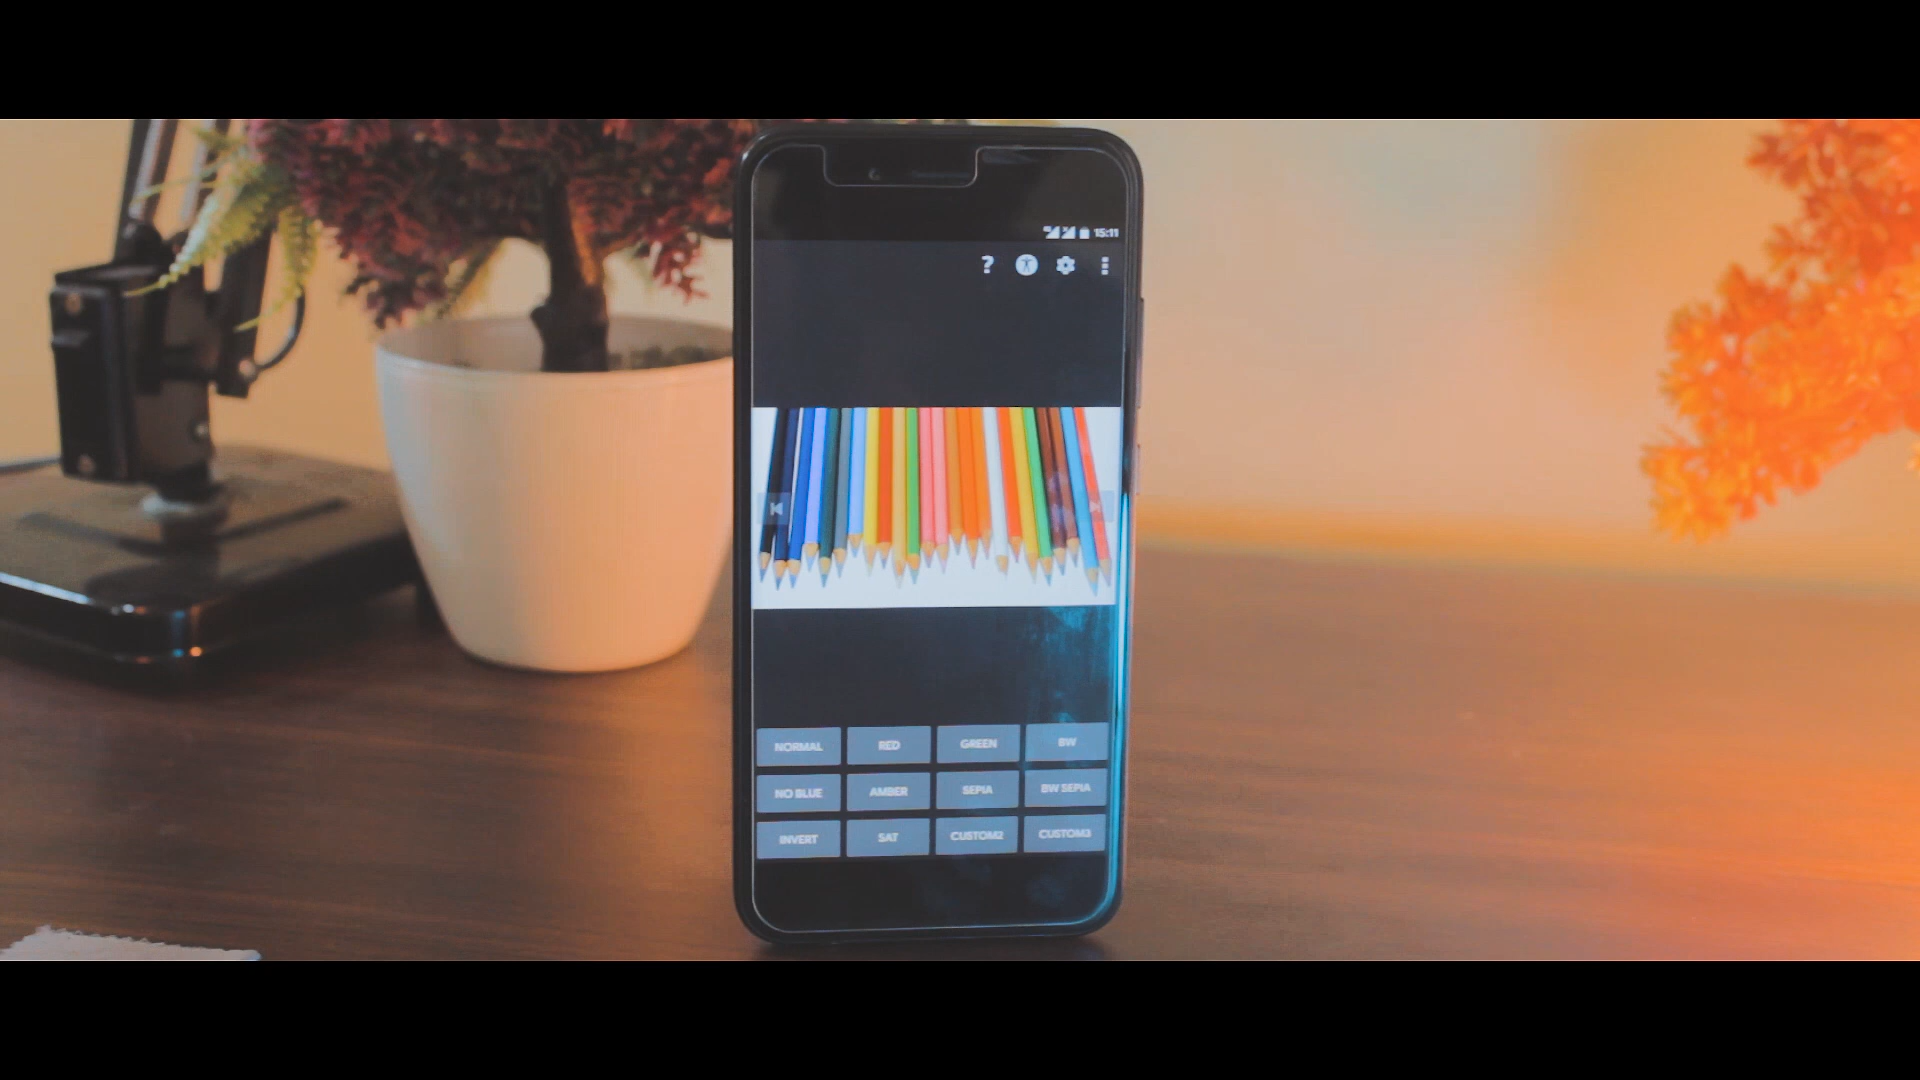 15:11
?
NORMAL RED GREEN BW
NO BLUE AMBER SEPIA BW SEPIA
INVERT SAT CUSTOM2 CUSTOM3